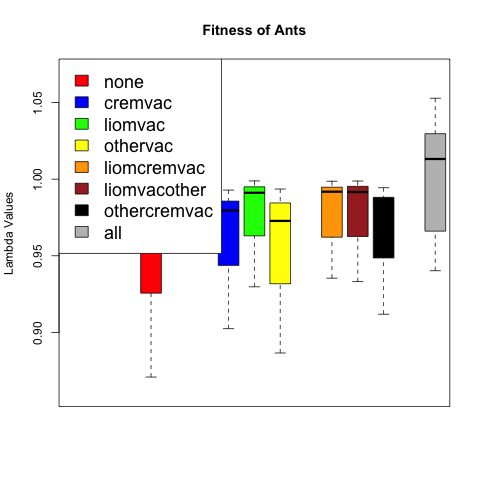 Fitness of Ants
none
cremvac
liomvac
othervac
liomcremvac
liomvacother
othercremvac
all
Lambda Values
1.05
1.00
0.95
0.90